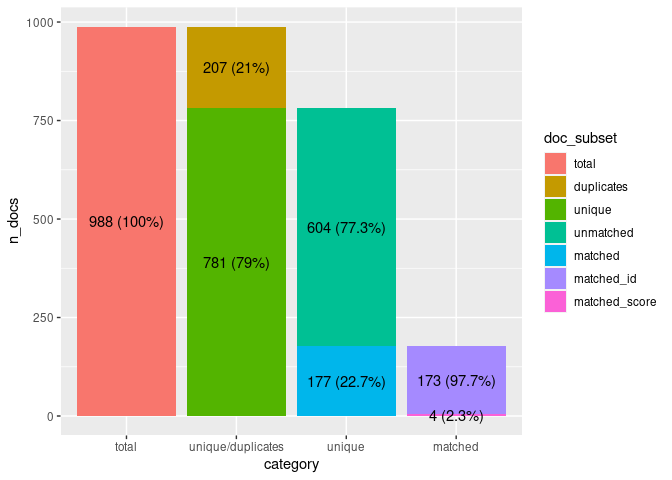 1000
750
500
250
0
n_docs
988 (100%)
207 (21%)
781 (79%)
604 (77.3%)
177 (22.7%)
173 (97.7%)
4 (2.3%)
total
unique/duplicates
unique
matched
category
doc_subset
total
duplicates
unique
unmatched
matched
matched_id
matched_score